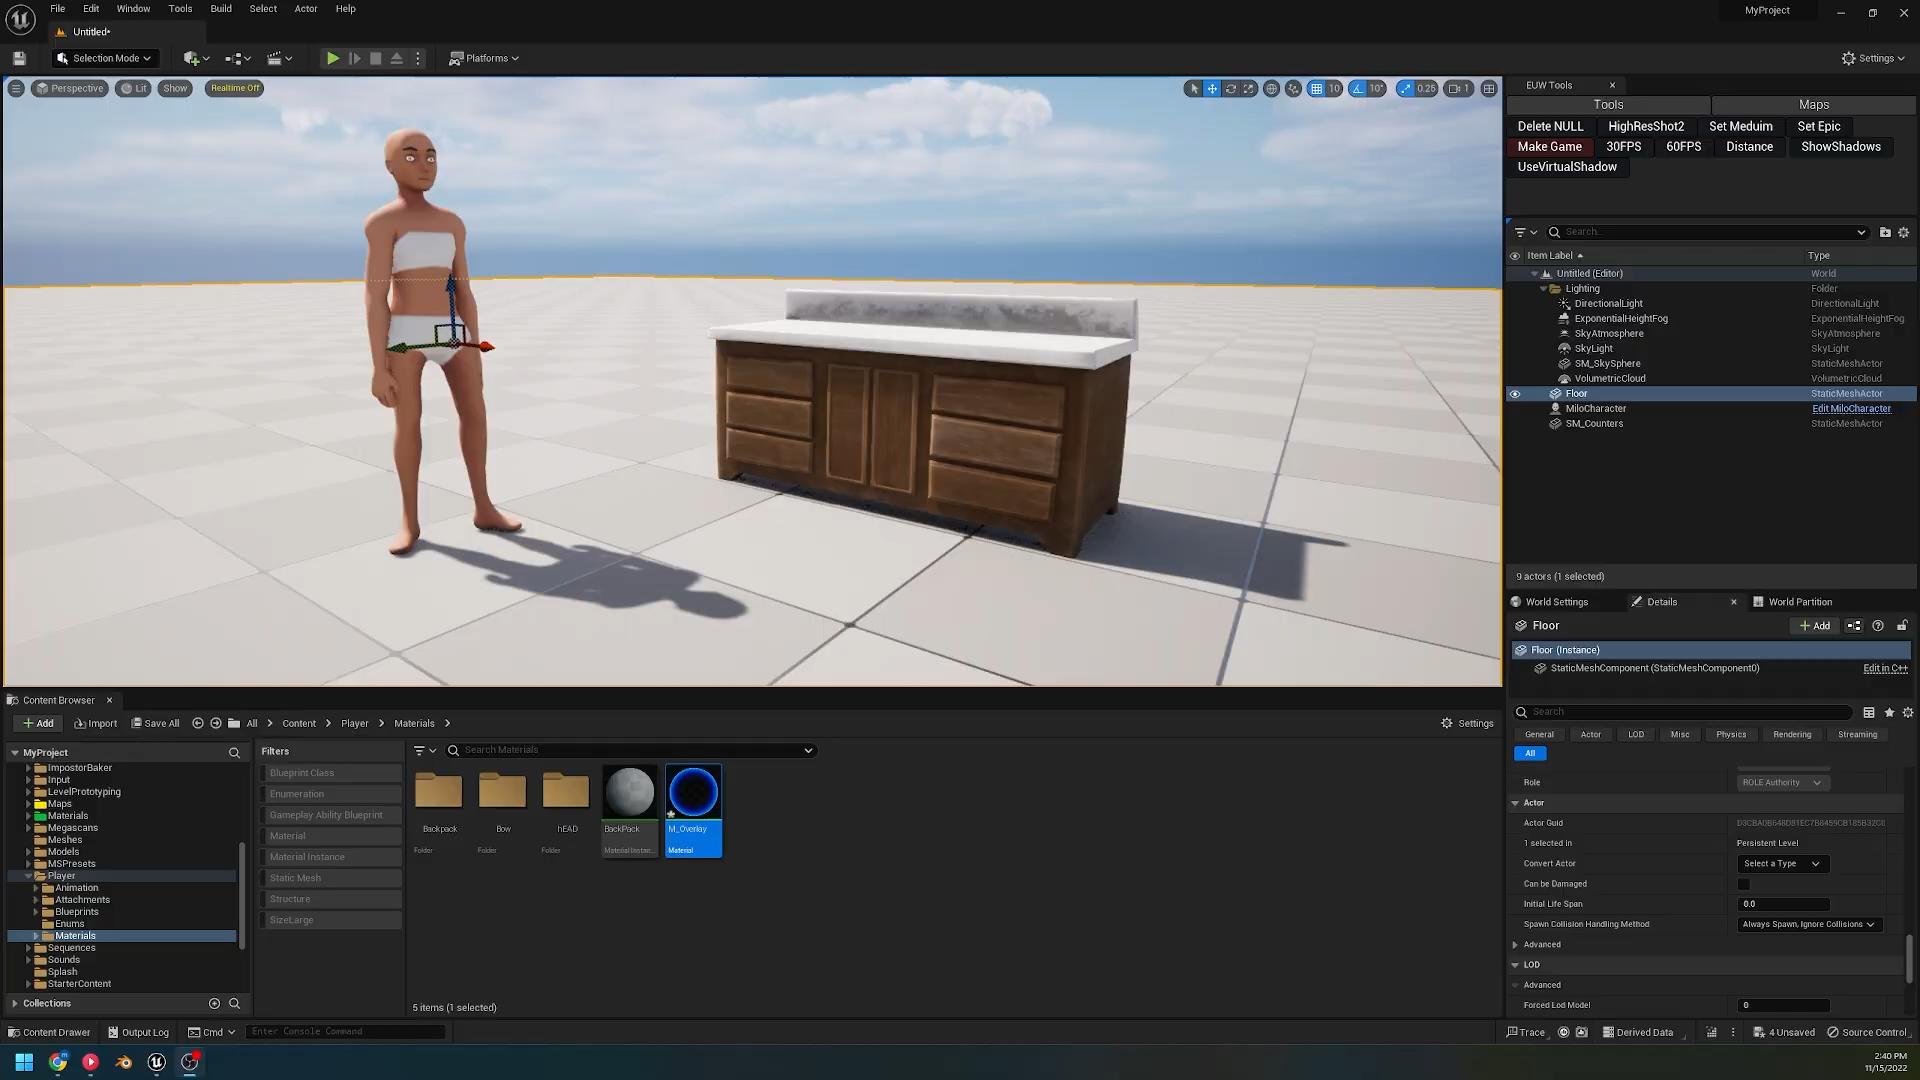 File Edit Window Tools Build Select Actor Help
MyProject
Untitled*
Selection Mode
Platforms
Settings
Perspective Lit Show Realtime Off
10 10° 0.25 1
EUW Tools
Tools Maps
Delete NULL HighResShot2 Set Meduim Set Epic
Make Game 30FPS 60FPS Distance ShowShadows
UseVirtualShadow
Search...
Item Label Type
Untitled (Editor) World
Lighting Folder
DirectionalLight DirectionalLight
ExponentialHeightFog ExponentialHeightFog
SkyAtmosphere SkyAtmosphere
SkyLight SkyLight
SM_SkySphere StaticMeshActor
VolumetricCloud VolumetricCloud
Floor StaticMeshActor
MiloCharacter Edit MiloCharacter
SM_Counters StaticMeshActor
9 actors (1 selected)
World Settings Details World Partition
Floor
Add
Floor (Instance)
StaticMeshComponent (StaticMeshComponent0) Edit in C++
Search
General Actor LOD Misc Physics Rendering Streaming
All
Role ROLE Authority
Actor
Actor Guid
1 selected in Persistent Level
Convert Actor Select a Type
Can be Damaged
Initial Life Span 0.0
Spawn Collision Handling Method Always Spawn, Ignore Collisions
Advanced
LOD
Advanced
Forced Lod Model 0
Content Browser
Add Import Save All All Content Player Materials
Settings
MyProject
ImpostorBaker
Input
LevelPrototyping
Maps
Materials
Megascans
Meshes
Models
MSPresets
Player
Animation
Attachments
Blueprints
Enums
Materials
Sequences
Sounds
Splash
StarterContent
Collections
Filters
Blueprint Class
Enumeration
Gameplay Ability Blueprint
Material
Material Instance
Static Mesh
Structure
SizeLarge
Search Materials
Backpack Bow hEAD BackPack M_Overlay
Folder Folder Folder Material Instanc... Material
5 items (1 selected)
Content Drawer Output Log Cmd Enter Console Command
Trace Derived Data 4 Unsaved Source Control
2:40 PM
11/15/2022